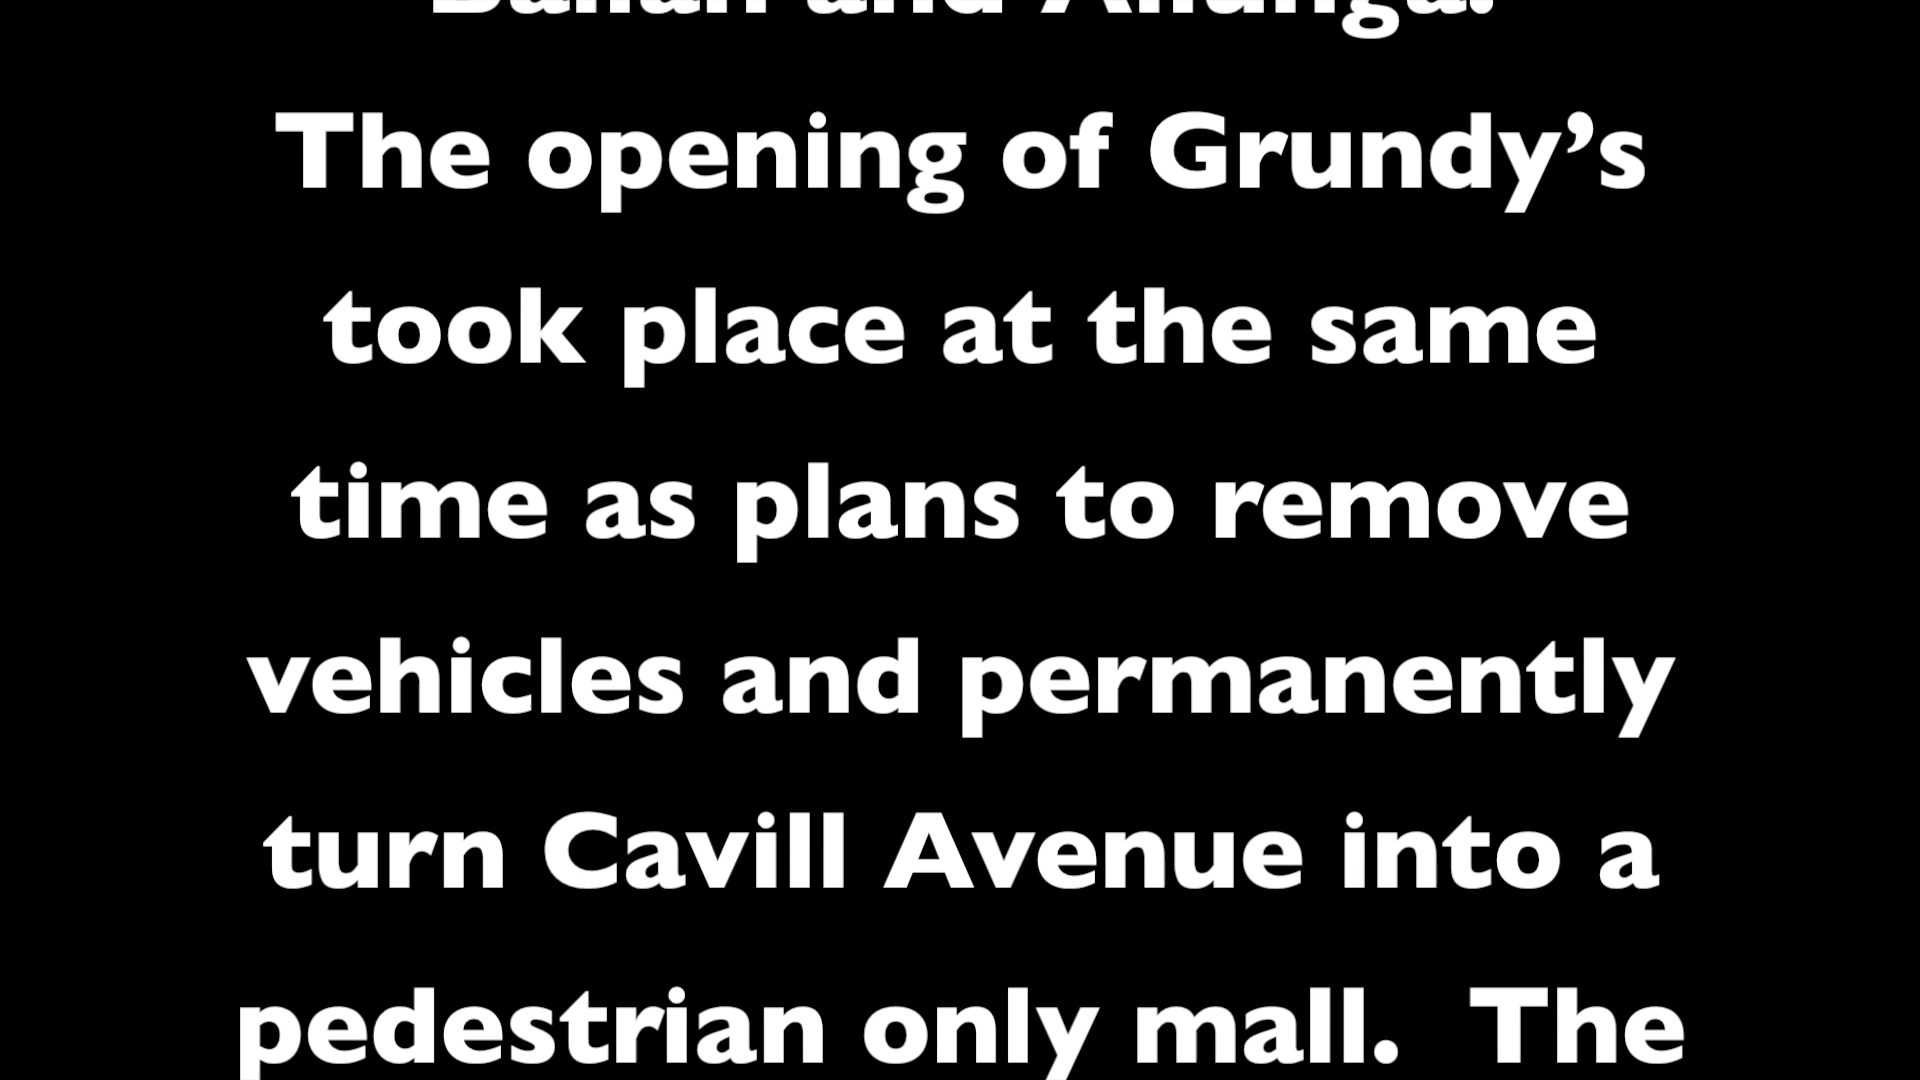 and
The opening of Grundy’s
took place at the same
time as plans to remove
vehicles and permanently
turn Cavill Avenue into a
pedestrian only mall. The